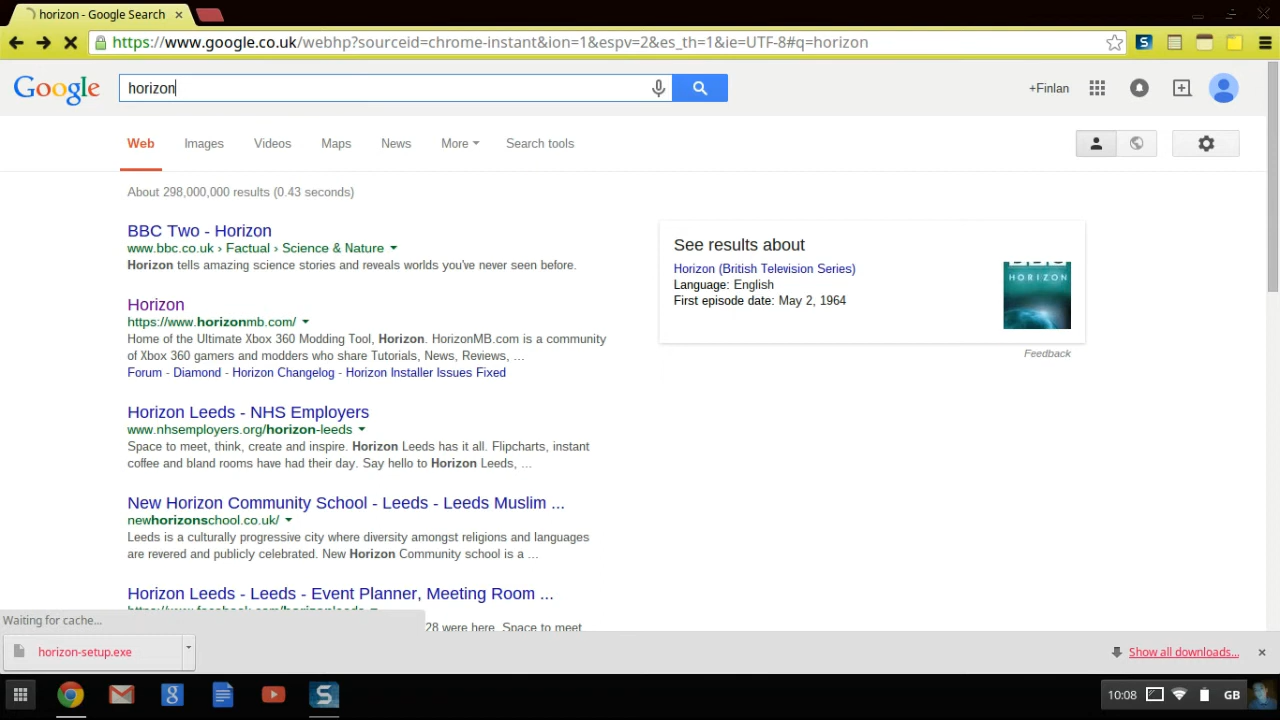 horizon - Google Search
https://www.google.co.uk/webhp?sourceid=chrome-instant&ion=1&espv=2&es_th=1&ie=UTF-8#q=horizon
Google
horizon
+Finlan
Web Images Videos Maps News More Search tools
About 298,000,000 results (0.43 seconds)
BBC Two - Horizon
www.bbc.co.uk › Factual › Science & Nature
Horizon tells amazing science stories and reveals worlds you've never seen before.
Horizon
https://www.horizonmb.com/
Home of the Ultimate Xbox 360 Modding Tool, Horizon. HorizonMB.com is a community
of Xbox 360 gamers and modders who share Tutorials, News, Reviews, ...
Forum - Diamond - Horizon Changelog - Horizon Installer Issues Fixed
Horizon Leeds - NHS Employers
www.nhsemployers.org/horizon-leeds
Space to meet, think, create and inspire. Horizon Leeds has it all. Flipcharts, instant
coffee and bland rooms have had their day. Say hello to Horizon Leeds, ...
New Horizon Community School - Leeds - Leeds Muslim ...
newhorizonschool.co.uk/
Leeds is a culturally progressive city where diversity amongst religions and languages
are revered and publicly celebrated. New Horizon Community school is a ...
Horizon Leeds - Leeds - Event Planner, Meeting Room ...
https://www.facebook.com/horizonleeds
28 were here. Space to meet
See results about
Horizon (British Television Series)
Language: English
First episode date: May 2, 1964
HORIZON
Feedback
Waiting for cache...
horizon-setup.exe
Show all downloads...
10:08 GB